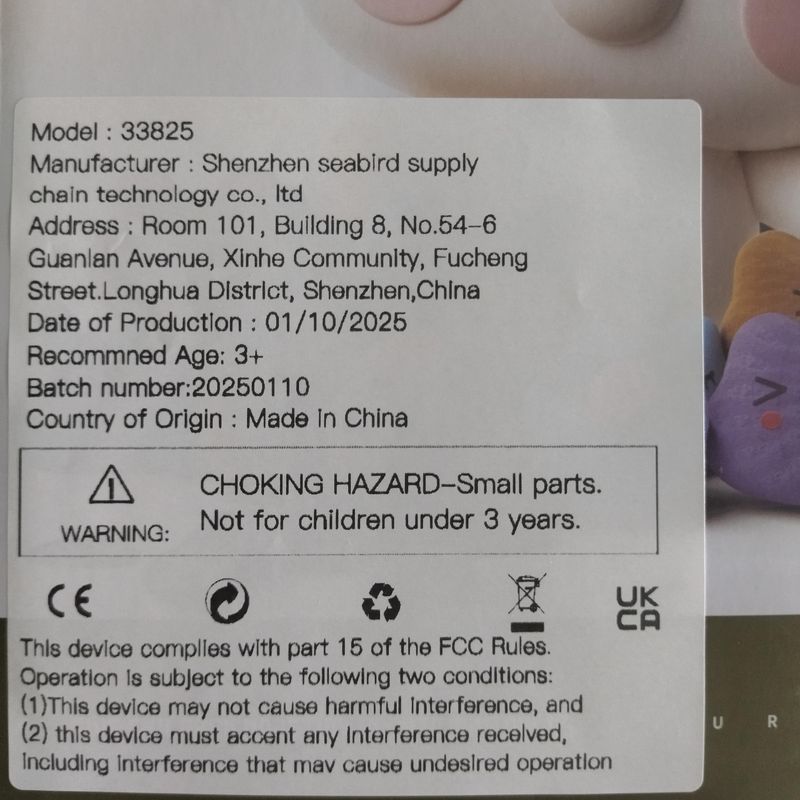 Model : 33825
Manufacturer : Shenzhen seabird supply
chain technology co., ltd
Address : Room 101, Building 8, No.54-6
Guanlan Avenue, Xinhe Community, Fucheng
Street.Longhua District, Shenzhen,China
Date of Production : 01/10/2025
Recommned Age: 3+
Batch number:20250110
Country of Origin : Made in China
CHOKING HAZARD-Small parts.
WARNING: Not for children under 3 years.
CE
UK
CA
This device complies with part 15 of the FCC Rules.
Operation is subject to the following two conditions:
(1)This device may not cause harmful interference, and
(2) this device must accent any interference received,
including interference that mav cause undesired operation
U R